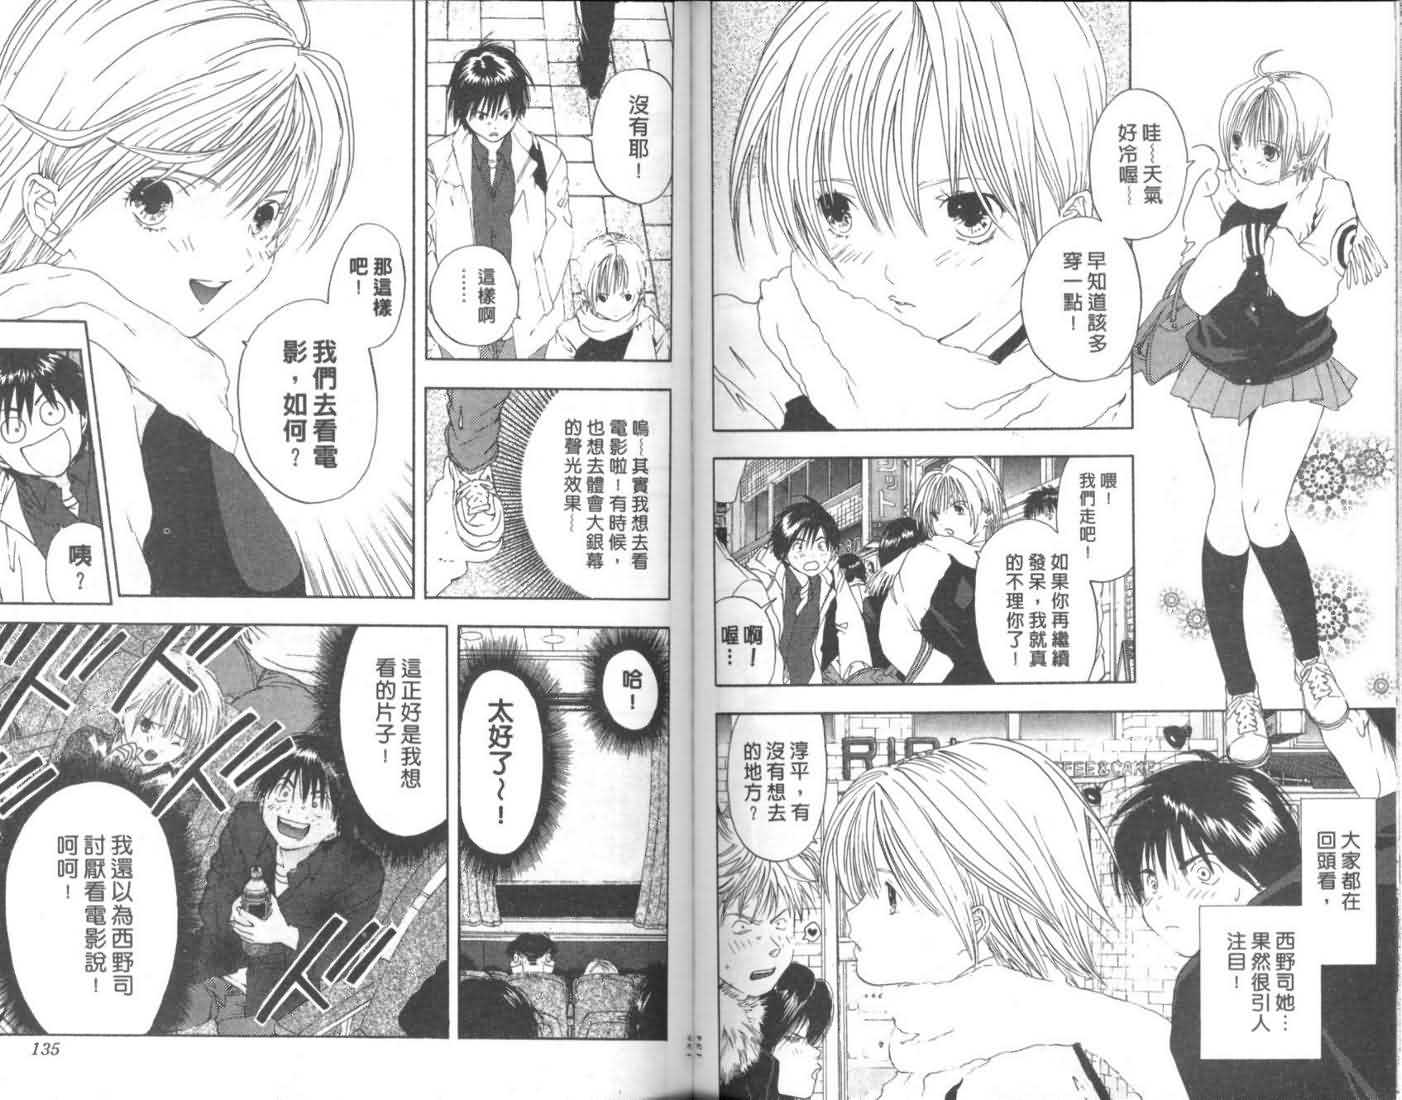 哇~天氣
好冷喔~
早知道該多
穿一點！
喂！
我們走吧！
如果你再繼續
發呆，我就真
的不理你了！
啊！
喔…
大家都在
回頭看，
西野司她…
果然很引人
注目！
淳平，有
沒有想去
的地方？
沒有耶！
這樣啊
……
嗚~其實我想去看
電影啦！有時候，
也想去體會大銀幕
的聲光效果~
那這樣
吧！
我們去看電
影，如何？
咦？
哈！
太好了~！
這正好是我想
看的片子！
我還以為西野司
討厭看電影說！
呵呵！
135